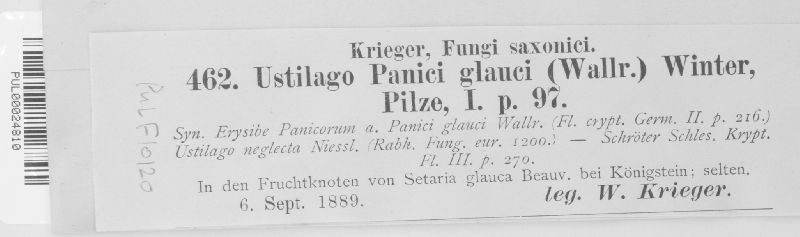 Krieger, Fungi saxonici.
462. Ustilago Panici glauci (Wallr.) Winter,
Pilze, I. p. 97.
Syn. Erysibe Panicorum a. Panici glauci Wallr. (Fl. crypt. Germ. II. p. 216.)
Ustilago neglecta Niessl. (Rabh. Fung. eur. 1200.) — Schröter Schles. Krypt.
Fl. III. p. 270.
In den Fruchtknoten von Setaria glauca Beauv. bei Königstein; selten.
6. Sept. 1889. leg. W. Krieger.
PUL00024810
PUL F10120